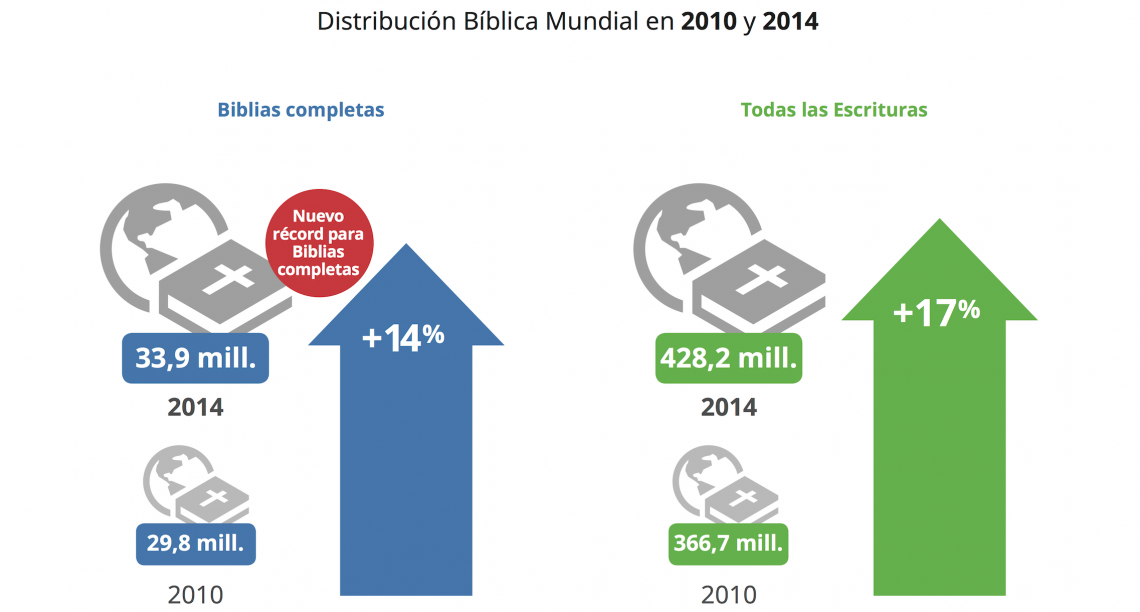 Distribución Bíblica Mundial en 2010 y 2014
Biblias completas
Nuevo
récord para
Biblias
completas
+14%
33,9 mill.
2014
29,8 mill.
2010
Todas las Escrituras
+17%
428,2 mill.
2014
366,7 mill.
2010